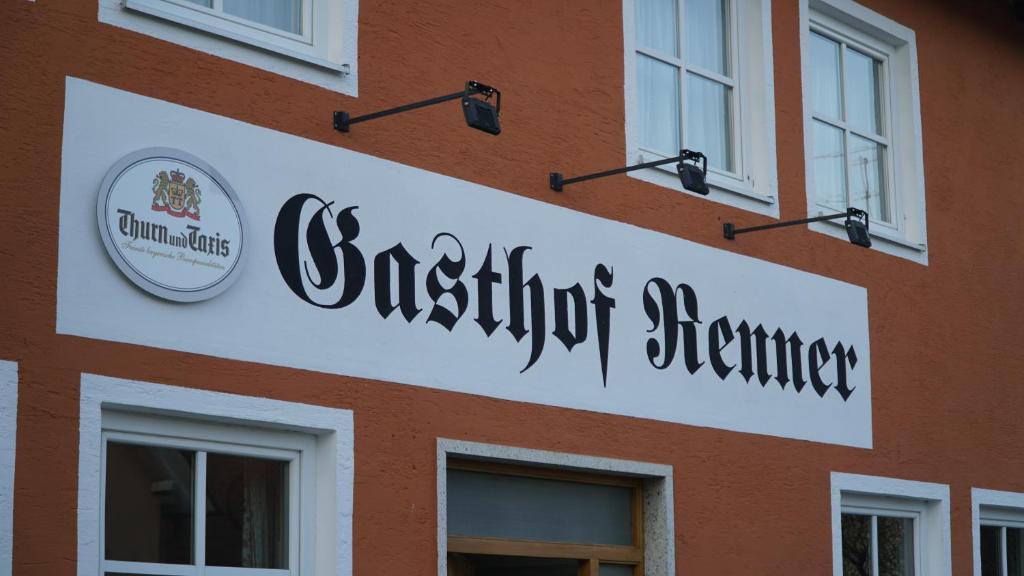 Thurn und Taxis
Gasthof Renner